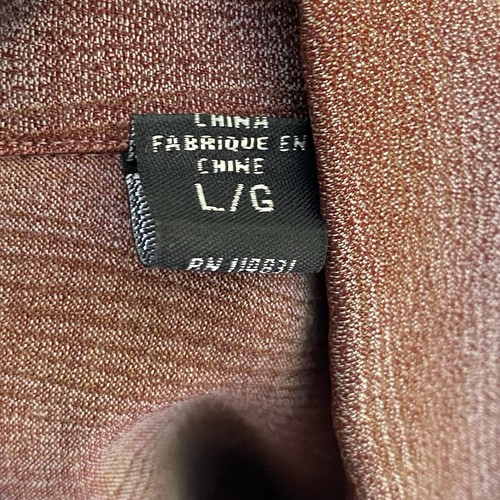 CHINA
FABRIQUE EN
CHINE
L/G
RN 110831